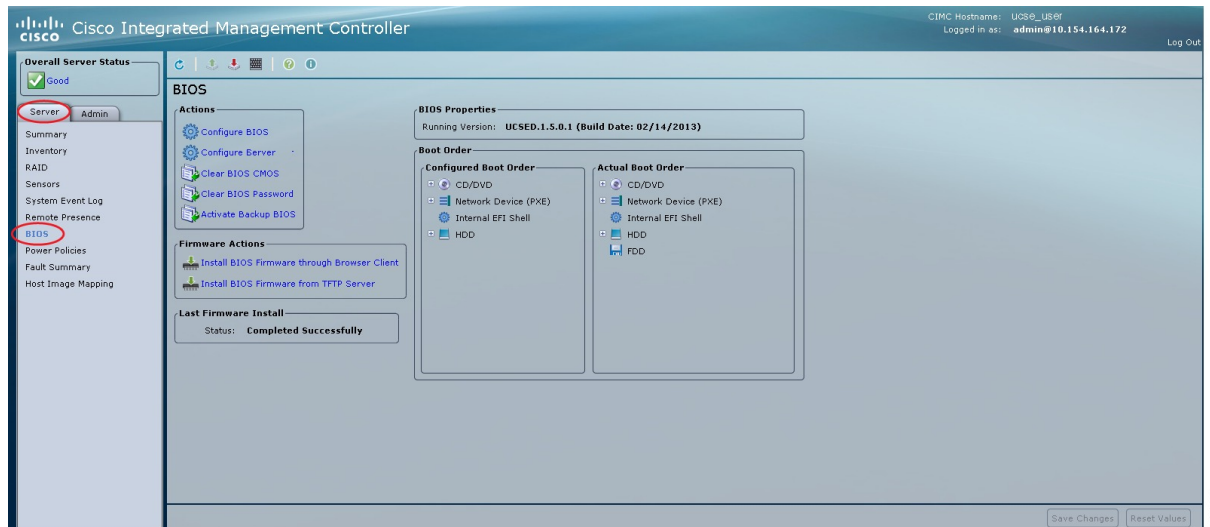 cisco Cisco Integrated Management Controller
CIMC Hostname: ucse_user
Logged in as: admin@10.154.164.172
Log Out
Overall Server Status
Good
Server Admin
Summary
Inventory
RAID
Sensors
System Event Log
Remote Presence
BIOS
Power Policies
Fault Summary
Host Image Mapping
BIOS
Actions
Configure BIOS
Configure Server
Clear BIOS CMOS
Clear BIOS Password
Activate Backup BIOS
Firmware Actions
Install BIOS Firmware through Browser Client
Install BIOS Firmware from TFTP Server
Last Firmware Install
Status: Completed Successfully
BIOS Properties
Running Version: UCSED.1.5.0.1 (Build Date: 02/14/2013)
Boot Order
Configured Boot Order
CD/DVD
Network Device (PXE)
Internal EFI Shell
HDD
Actual Boot Order
CD/DVD
Network Device (PXE)
Internal EFI Shell
HDD
FDD
Save Changes Reset Values